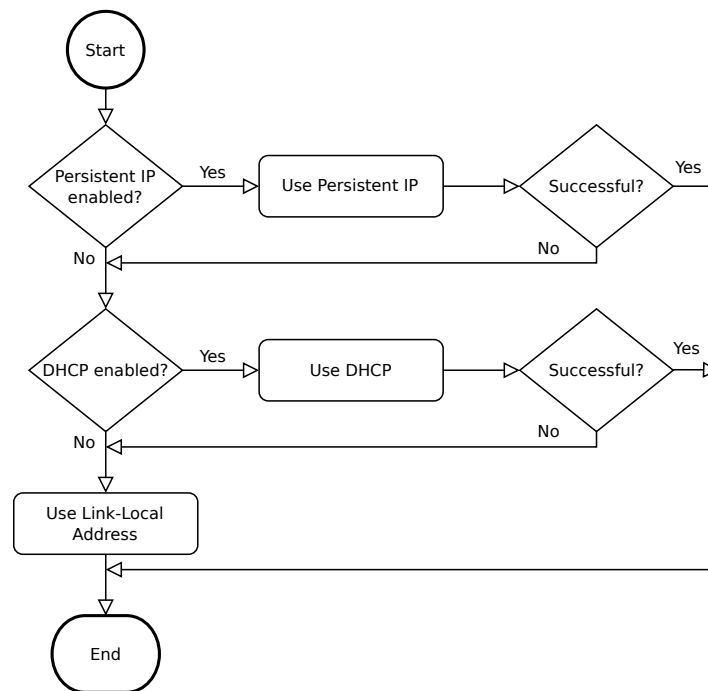 Start
Persistent IP
enabled?
Yes
Use Persistent IP
Successful?
Yes
No
No
DHCP enabled?
Yes
Use DHCP
Successful?
Yes
No
No
Use Link-Local
Address
End